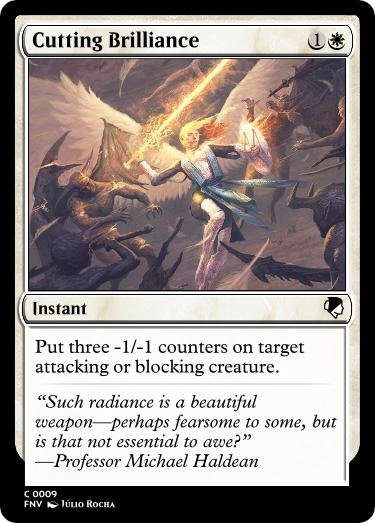 Cutting Brilliance 1
Instant
Put three -1/-1 counters on target
attacking or blocking creature.
“Such radiance is a beautiful
weapon—perhaps fearsome to some, but
is that not essential to awe?”
—Professor Michael Haldean
C 0009
FNV Júlio Rocha